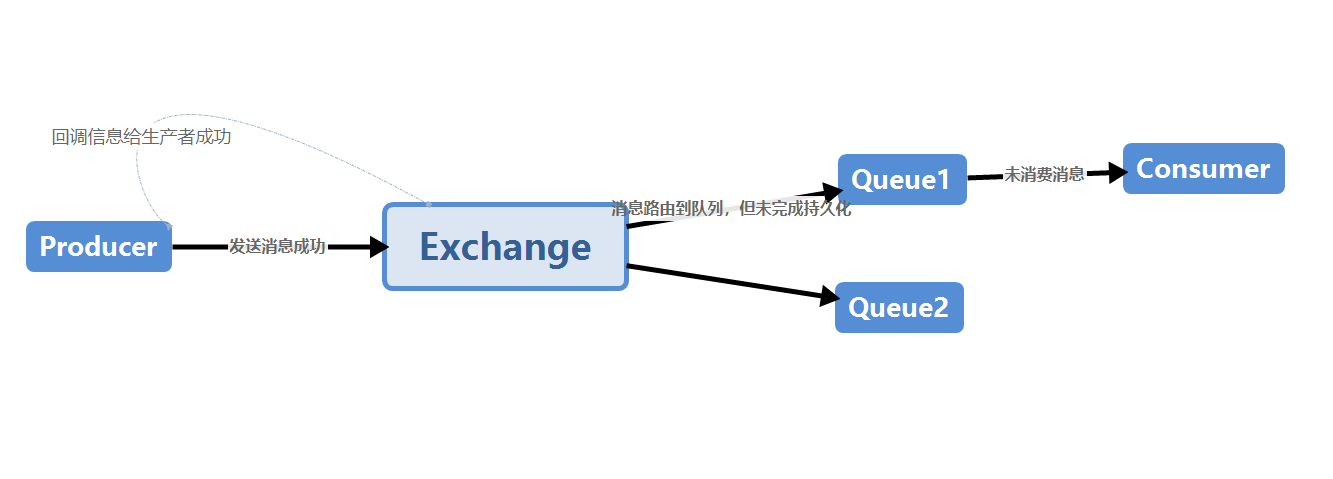 回调信息给生产者成功
Producer
发送消息成功
Exchange
消息路由到队列，但未完成持久化
Queue1
未消费消息
Consumer
Queue2